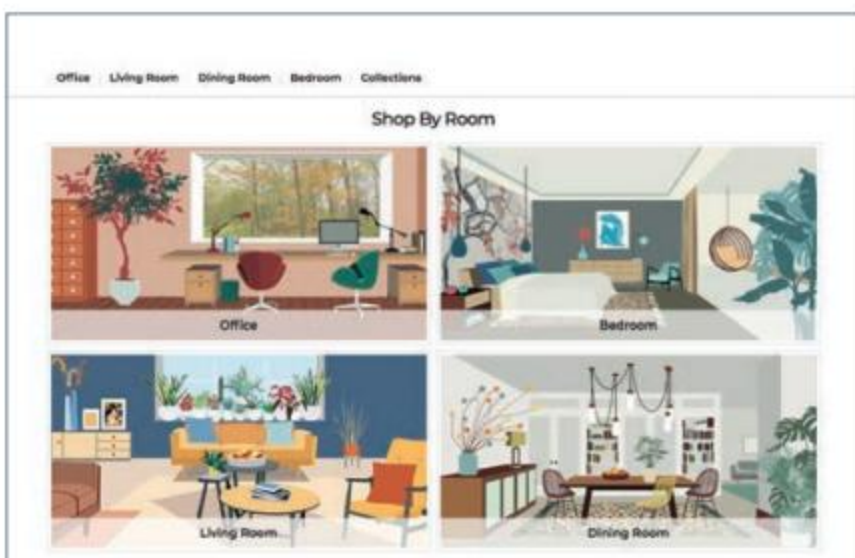 Office Living Room Dining Room Bedroom Collections
Shop By Room
Office
Bedroom
Living Room
Dining Room